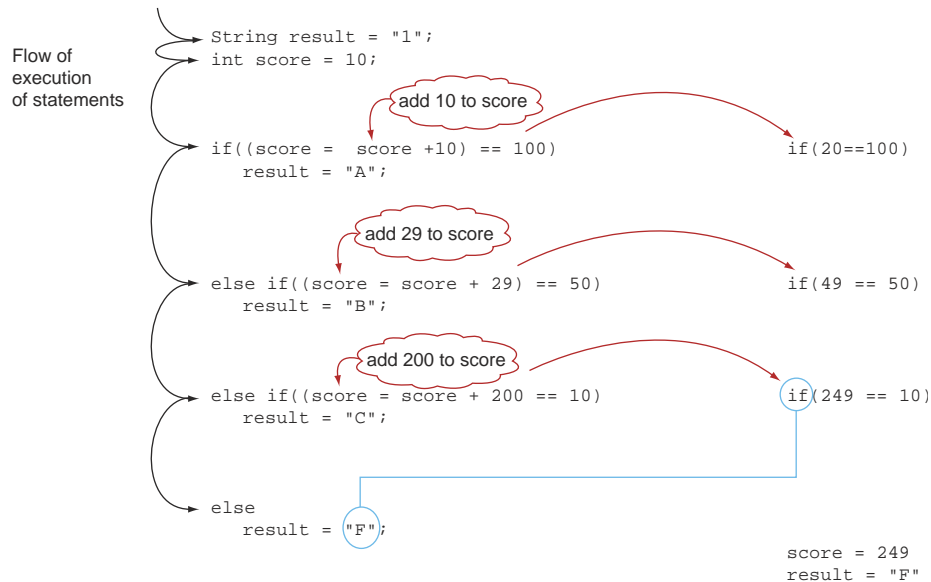 String result = "1";
Flow of
execution
of statements
int score = 10;
add 10 to score
if((score =  score +10) == 100)
if(20==100)
result = "A";
add 29 to score
else if((score = score + 29) == 50)
if(49 == 50)
result = "B";
add 200 to score
else if((score = score + 200 == 10)
if(249 == 10)
result = "C";
else
result = "F";
score = 249
result = "F"